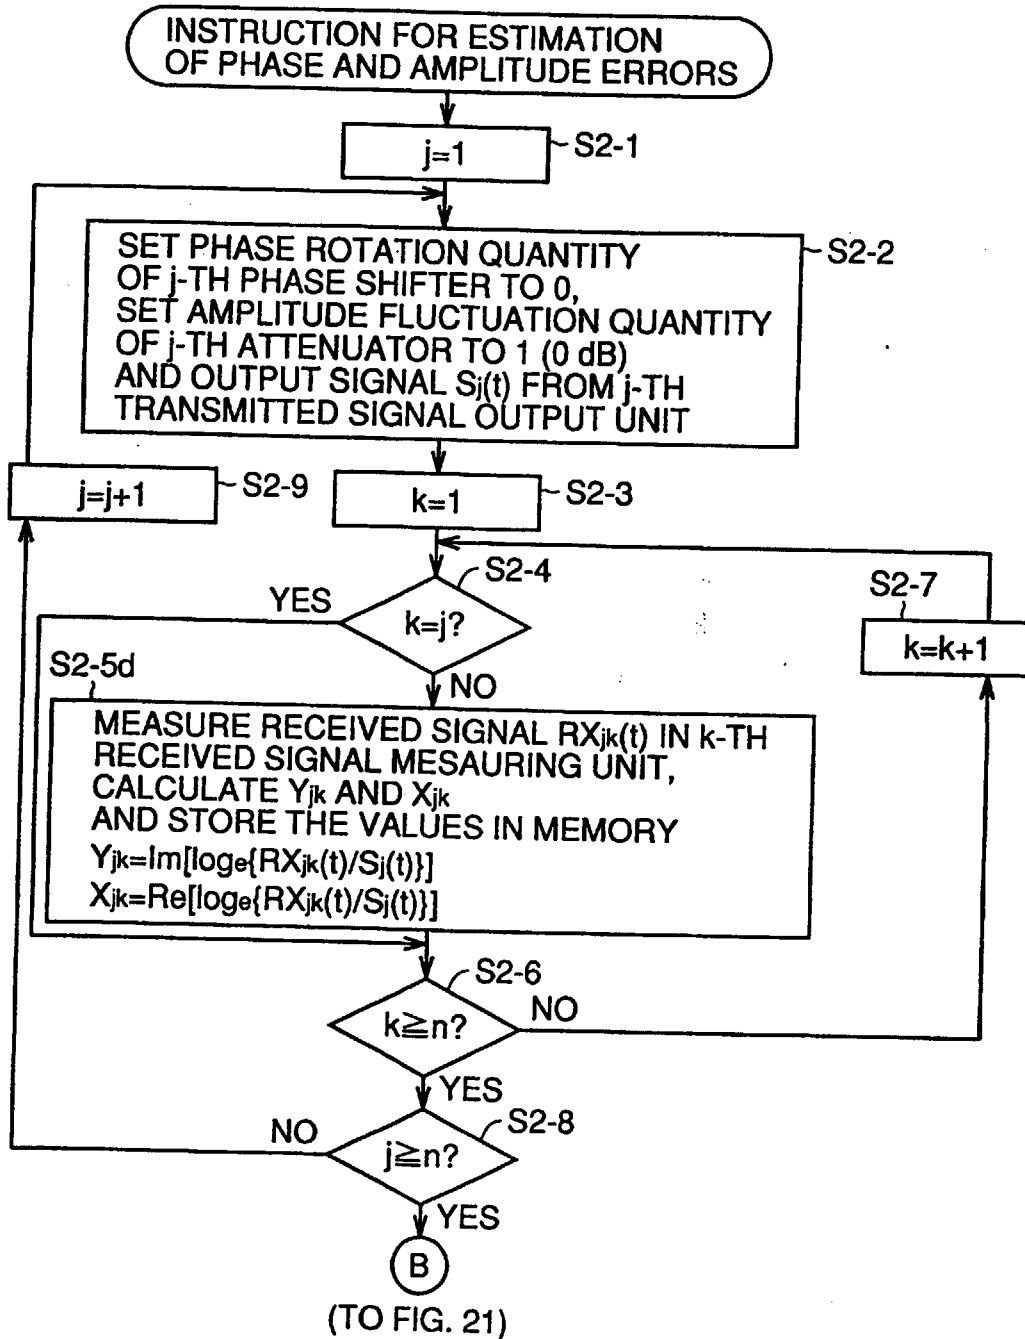 INSTRUCTION FOR ESTIMATION
OF PHASE AND AMPLITUDE ERRORS
j=1
S2-1
SET PHASE ROTATION QUANTITY
OF j-TH PHASE SHIFTER TO 0,
SET AMPLITUDE FLUCTUATION QUANTITY
OF j-TH ATTENUATOR TO 1 (0 dB)
AND OUTPUT SIGNAL Sj(t) FROM j-TH
TRANSMITTED SIGNAL OUTPUT UNIT
S2-2
j=j+1
S2-9
k=1
S2-3
S2-4
YES
k=j?
NO
S2-7
k=k+1
S2-5d
MEASURE RECEIVED SIGNAL RXjk(t) IN k-TH
RECEIVED SIGNAL MESAURING UNIT,
CALCULATE Yjk AND Xjk
AND STORE THE VALUES IN MEMORY
Yjk=Im[loge{RXjk(t)/Sj(t)}]
Xjk=Re[loge{RXjk(t)/Sj(t)}]
S2-6
k≧n?
NO
YES
S2-8
NO
j≧n?
YES
B
(TO FIG. 21)